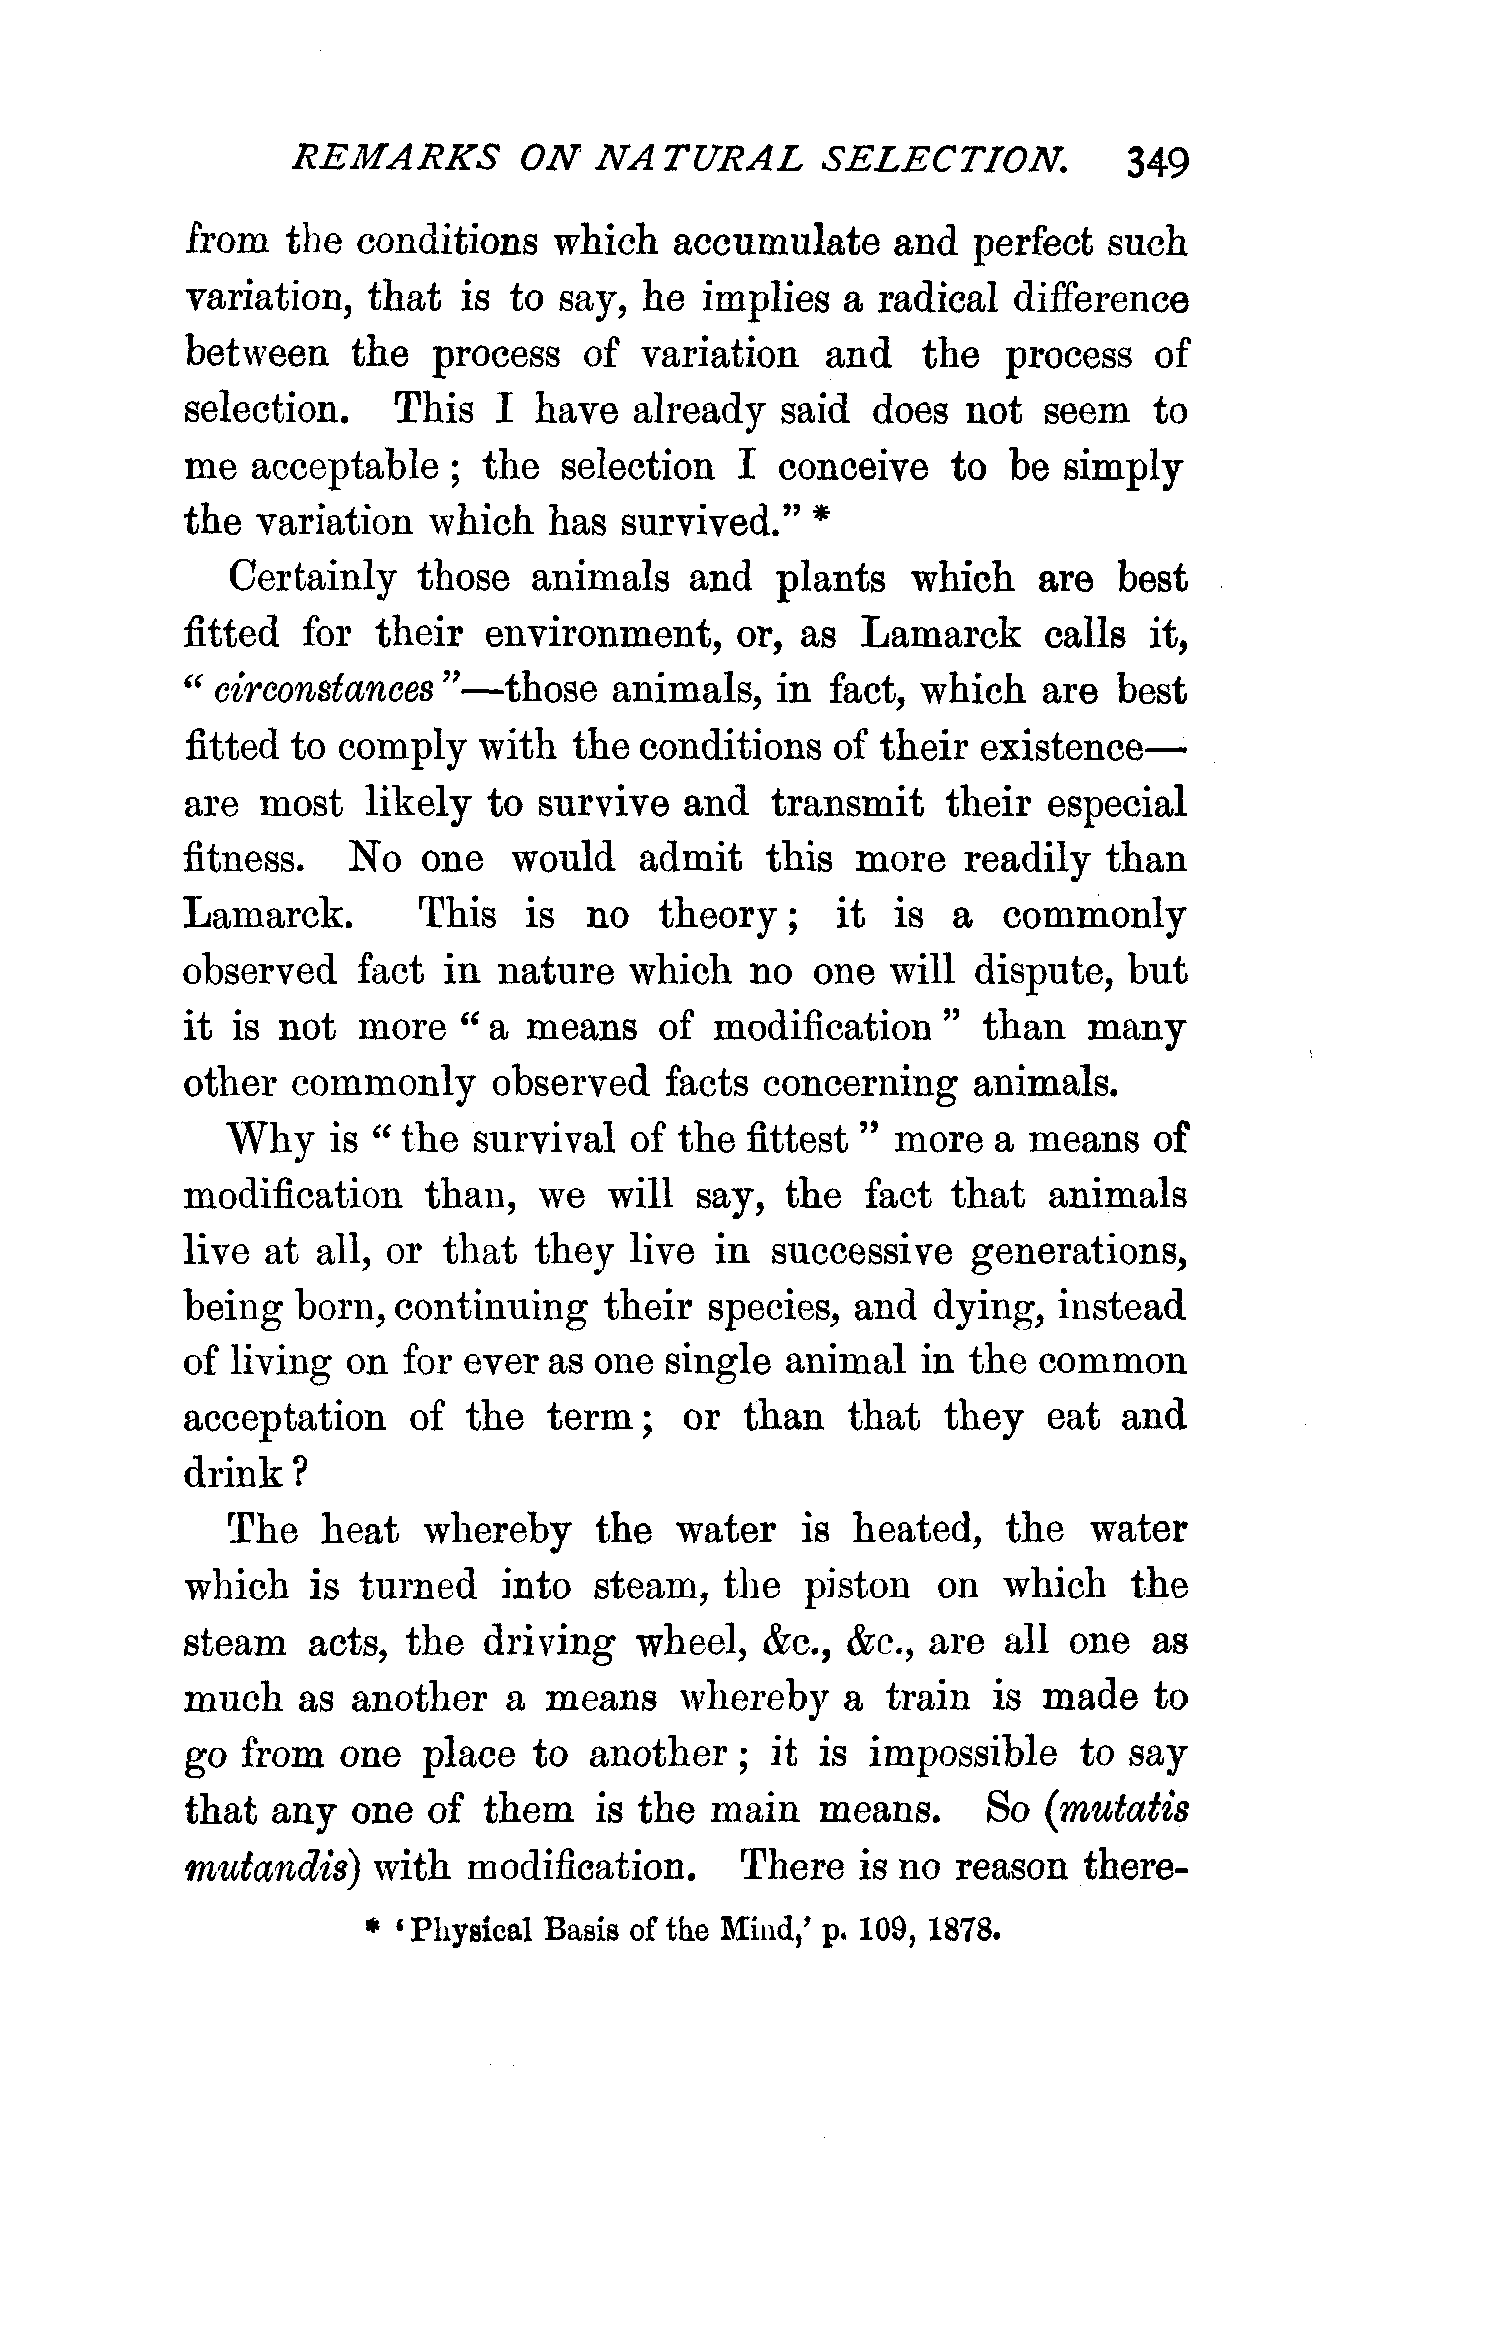 REMARKS ON NATURAL SELECTION. 349
from the conditions which accumulate and perfect such
variation, that is to say, he implies a radical difference
between the process of variation and the process of
selection. This I have already said does not seem to
me acceptable ; the selection I conceive to be simply
the variation which has survived.” *
Certainly those animals and plants which are best
fitted for their environment, or, as Lamarck calls it,
“ circonstances ”—those animals, in fact, which are best
fitted to comply with the conditions of their existence—
are most likely to survive and transmit their especial
fitness. No one would admit this more readily than
Lamarck. This is no theory ; it is a commonly
observed fact in nature which no one will dispute, but
it is not more “ a means of modification ” than many
other commonly observed facts concerning animals.
Why is “ the survival of the fittest ” more a means of
modification than, we will say, the fact that animals
live at all, or that they live in successive generations,
being born, continuing their species, and dying, instead
of living on for ever as one single animal in the common
acceptation of the term ; or than that they eat and
drink ?
The heat whereby the water is heated, the water
which is turned into steam, the piston on which the
steam acts, the driving wheel, &c., &c., are all one as
much as another a means whereby a train is made to
go from one place to another ; it is impossible to say
that any one of them is the main means. So (mutatis
mutandis) with modification. There is no reason there-
* ‘ Physical Basis of the Mind,’ p. 109, 1878.